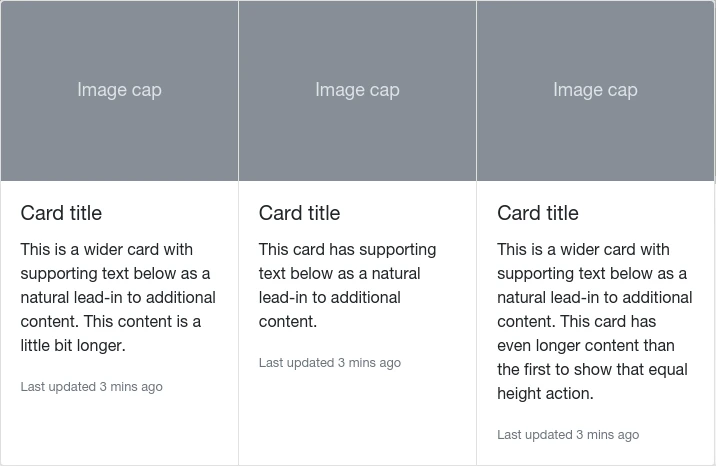 Image cap
Image cap
Image cap
Card title
This is a wider card with
supporting text below as a
natural lead-in to additional
content. This content is a
little bit longer.
Last updated 3 mins ago
Card title
This card has supporting
text below as a natural
lead-in to additional
content.
Last updated 3 mins ago
Card title
This is a wider card with
supporting text below as a
natural lead-in to additional
content. This card has
even longer content than
the first to show that equal
height action.
Last updated 3 mins ago